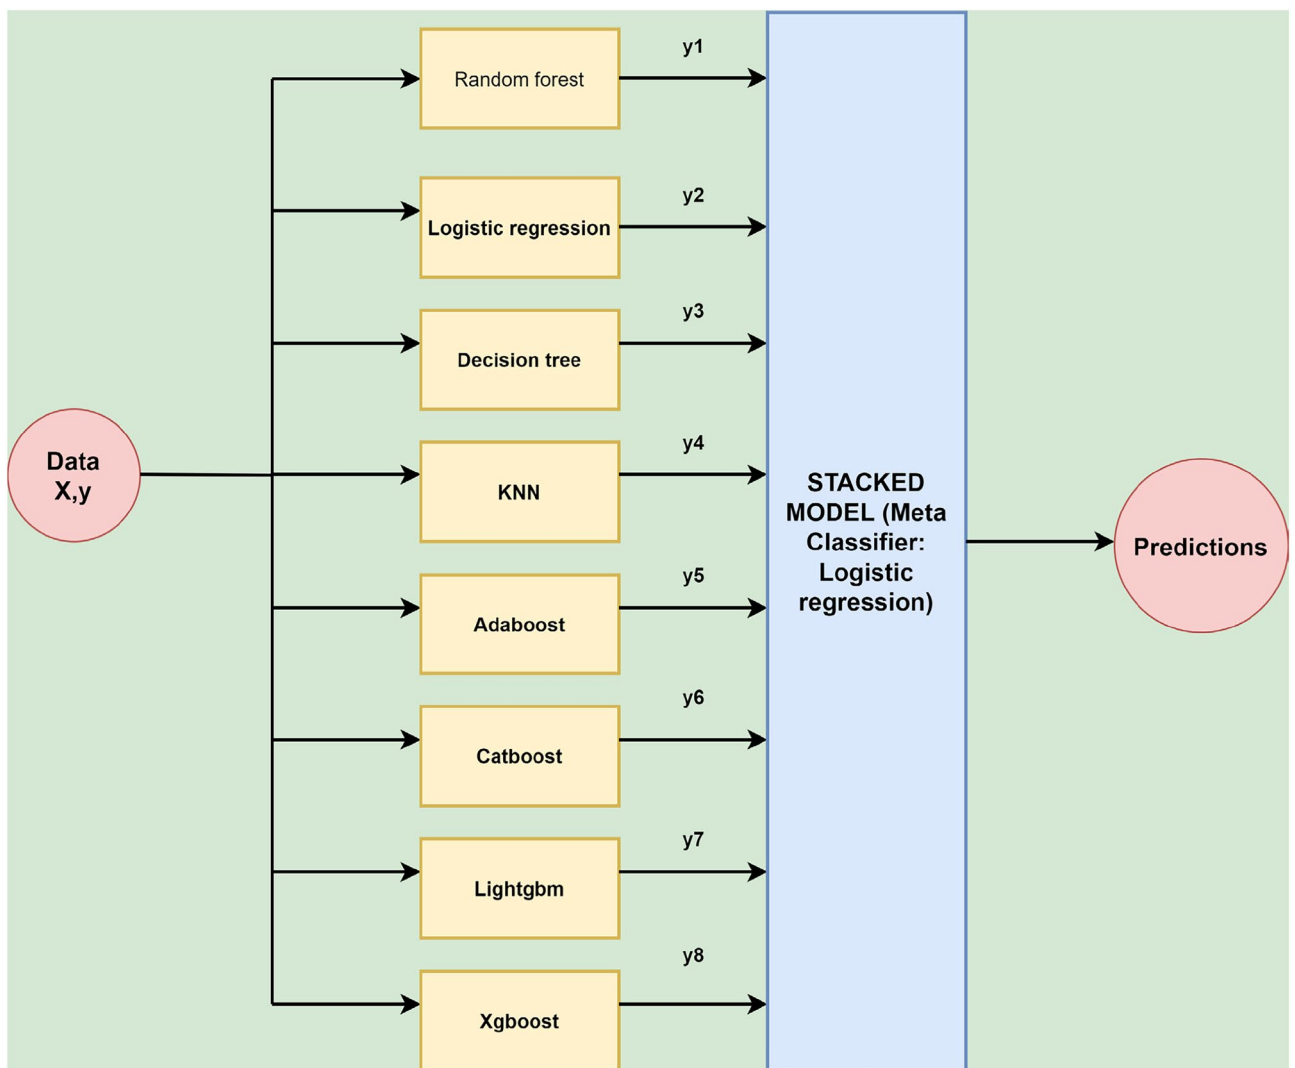 y1
Random forest
y2
Logistic regression
y3
Decision tree
y4
Data
X,y
KNN
STACKED
MODEL (Meta
Classifier:
Logistic
regression)
Predictions
y5
Adaboost
y6
Catboost
y7
Lightgbm
y8
Xgboost